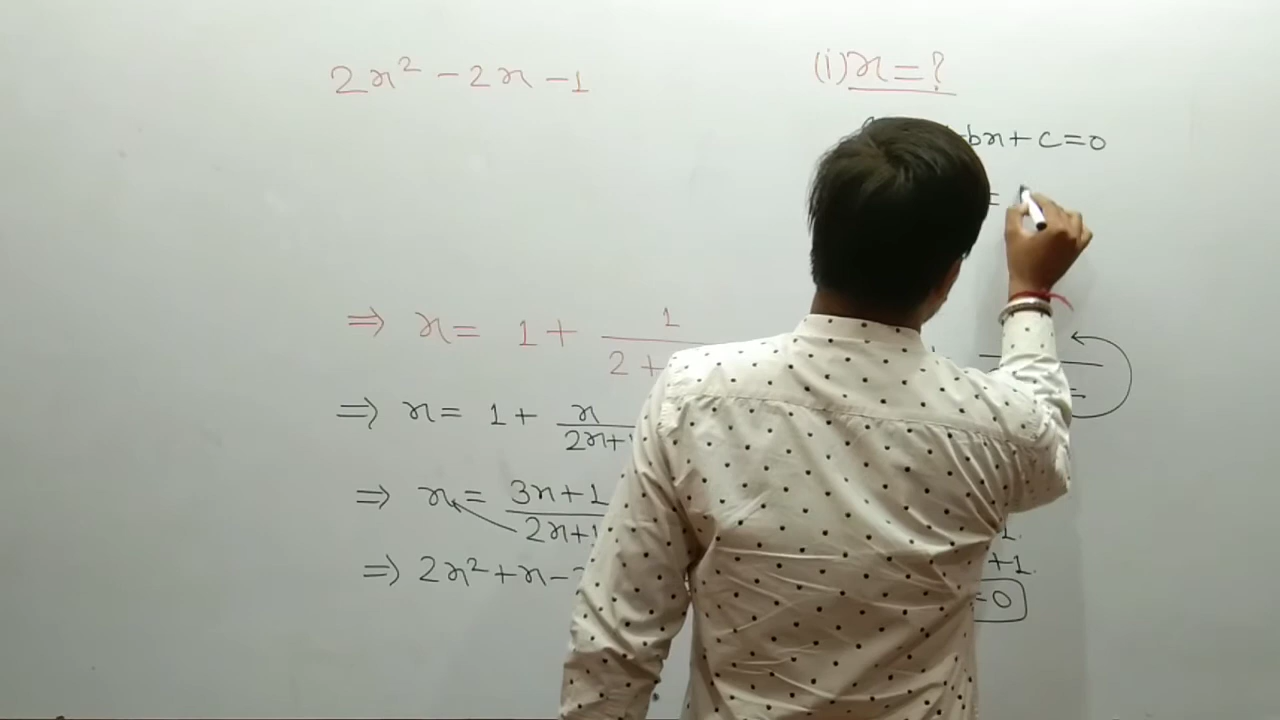 2x² - 2x - 1
(i) x = ?
bx + c = 0
=
⇒ x = 1 + 1 / 2 +
⇒ x = 1 + x / 2x +
⇒ x = 3x + 1 / 2x + 1
1.
⇒ 2x² + x -
+1.
= 0